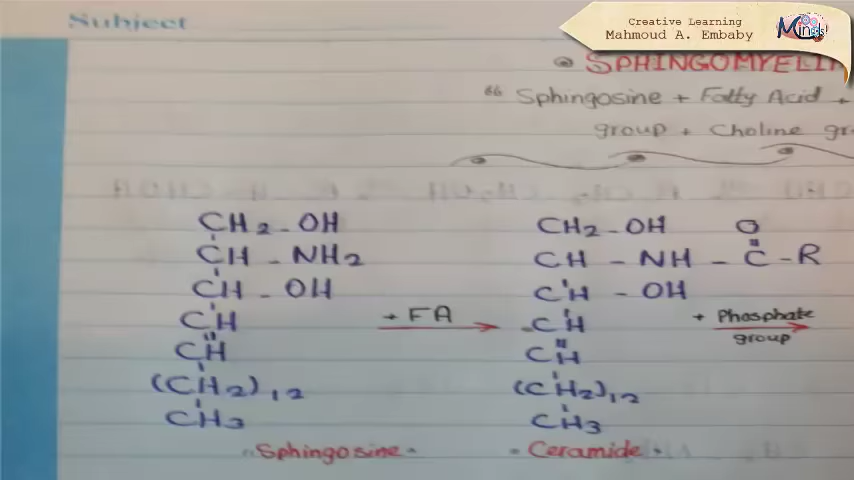 Subject
Creative Learning
Mahmoud A. Embaby
Minds
SPHINGOMYELIN
“ Sphingosine + Fatty Acid +
group + Choline gr
CH2 - OH
CH - NH2
CH - OH
CH
CH
(CH2)12
CH3
"Sphingosine"
+ FA
CH2 - OH O
CH - NH - C - R
CH - OH
CH
CH
(CH2)12
CH3
"Ceramide"
+ Phosphate
group